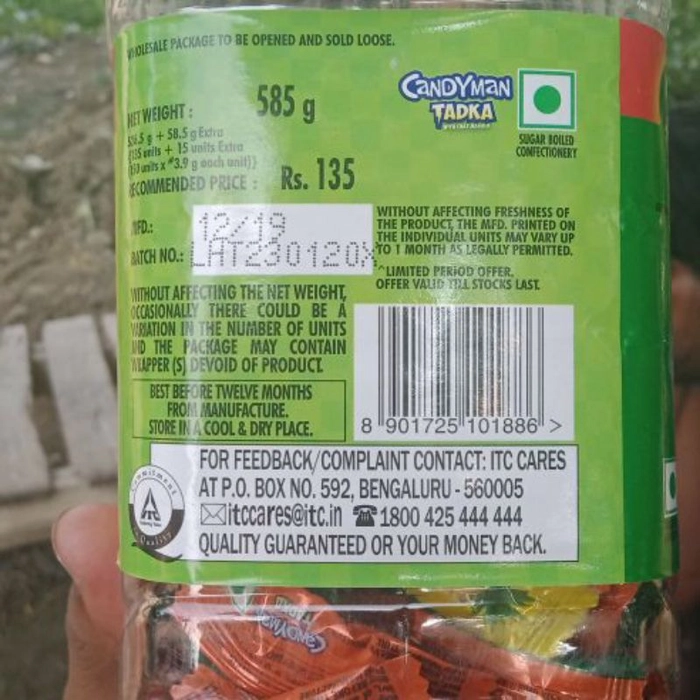 WHOLESALE PACKAGE TO BE OPENED AND SOLD LOOSE.
NET WEIGHT : 585 g
526.5 g + 58.5 g Extra
{135 units + 15 units Extra
(150 units x #3.9 g each unit)}
RECOMMENDED PRICE : Rs. 135
CANDYMAN
TADKA
SUGAR BOILED
CONFECTIONERY
MFD.: 12/19
BATCH NO.: LHT230120X
WITHOUT AFFECTING FRESHNESS OF
THE PRODUCT, THE MFD. PRINTED ON
THE INDIVIDUAL UNITS MAY VARY UP
TO 1 MONTH AS LEGALLY PERMITTED.
^LIMITED PERIOD OFFER.
OFFER VALID TILL STOCKS LAST.
WITHOUT AFFECTING THE NET WEIGHT,
OCCASIONALLY THERE COULD BE A
VARIATION IN THE NUMBER OF UNITS
AND THE PACKAGE MAY CONTAIN
WRAPPER (S) DEVOID OF PRODUCT.
BEST BEFORE TWELVE MONTHS
FROM MANUFACTURE.
STORE IN A COOL & DRY PLACE.
8 901725 101886 >
FOR FEEDBACK/COMPLAINT CONTACT: ITC CARES
AT P.O. BOX NO. 592, BENGALURU - 560005
itccares@itc.in 1800 425 444 444
QUALITY GUARANTEED OR YOUR MONEY BACK.
Commitment
Quality
CANDYMAN